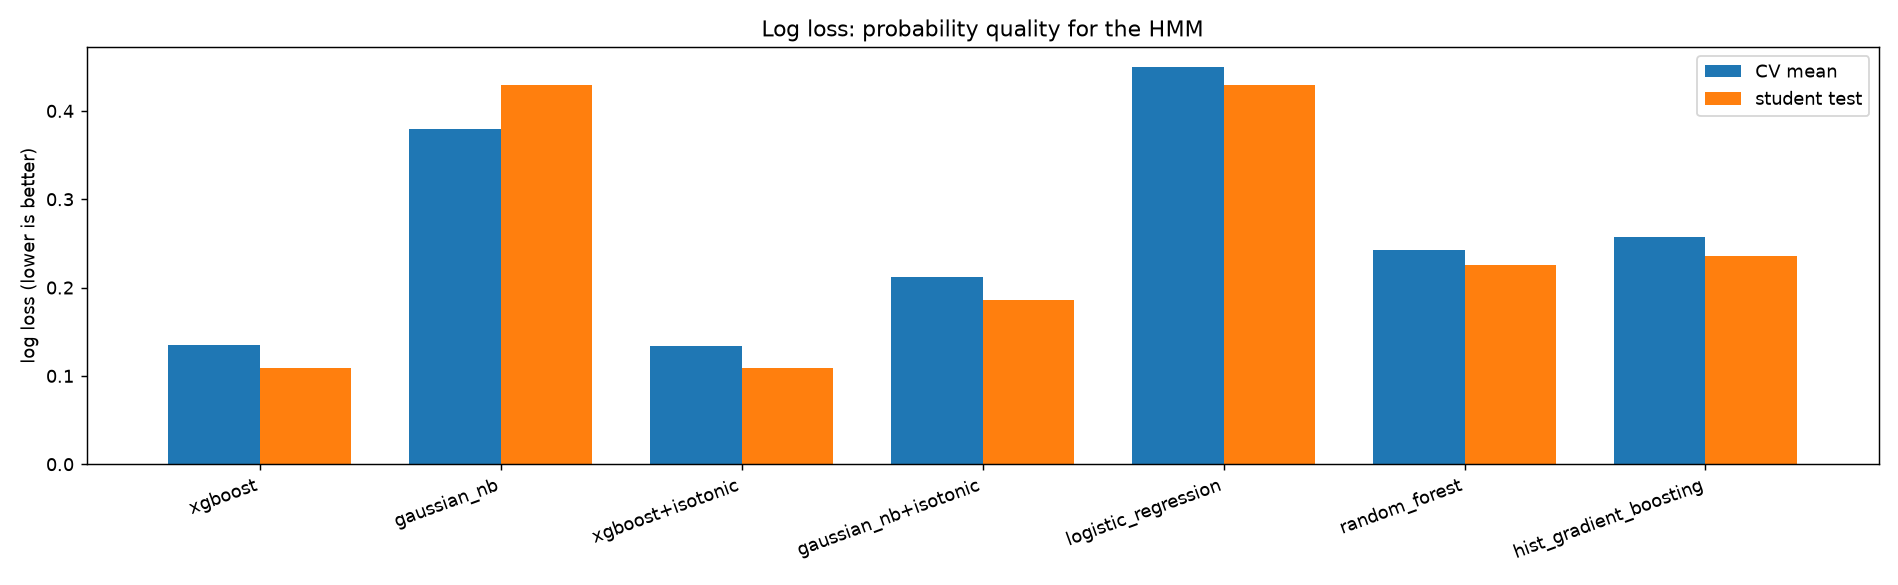 Log loss: probability quality for the HMM
CV mean
student test
log loss (lower is better)
0.4
0.3
0.2
0.1
0.0
xgboost
gaussian_nb
xgboost+isotonic
gaussian_nb+isotonic
logistic_regression
random_forest
hist_gradient_boosting